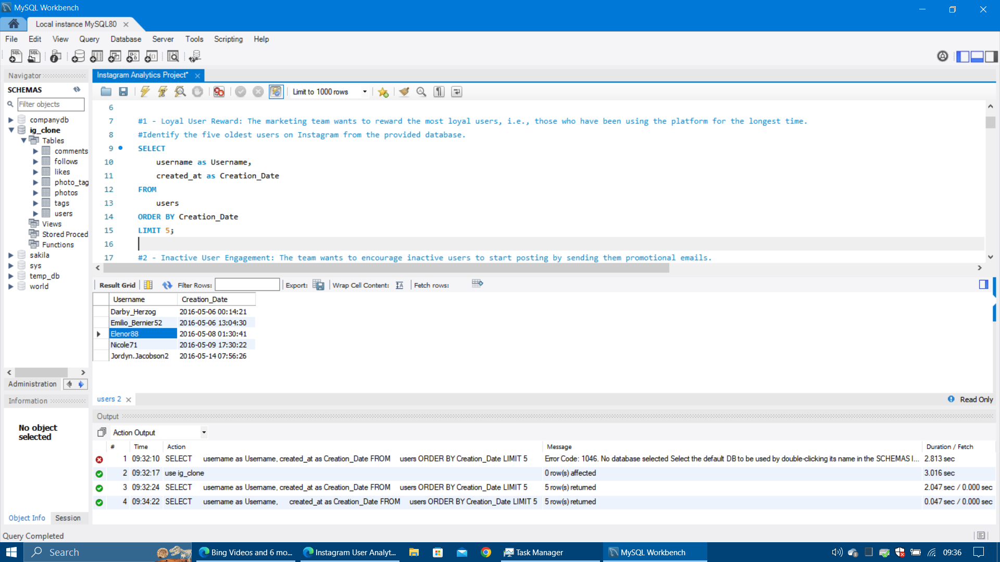 MySQL Workbench
Local instance MySQL80
File Edit View Query Database Server Tools Scripting Help
Navigator
SCHEMAS
Filter objects
companydb
ig_clone
Tables
comments
follows
likes
photo_tag
photos
tags
users
Views
Stored Proced
Functions
sakila
sys
temp_db
world
Administration
Information
No object
selected
Object Info Session
Instagram Analytics Project*
Limit to 1000 rows
6
7 #1 - Loyal User Reward: The marketing team wants to reward the most loyal users, i.e., those who have been using the platform for the longest time.
8 #Identify the five oldest users on Instagram from the provided database.
9 SELECT
10 username as Username,
11 created_at as Creation_Date
12 FROM
13 users
14 ORDER BY Creation_Date
15 LIMIT 5;
16
17 #2 - Inactive User Engagement: The team wants to encourage inactive users to start posting by sending them promotional emails.
Result Grid Filter Rows: Export: Wrap Cell Content: Fetch rows:
Username Creation_Date
Darby_Herzog 2016-05-06 00:14:21
Emilio_Bernier52 2016-05-06 13:04:30
Elenor88 2016-05-08 01:30:41
Nicole71 2016-05-09 17:30:22
Jordyn.Jacobson2 2016-05-14 07:56:26
users 2
Read Only
Output
Action Output
# Time Action Message Duration / Fetch
1 09:32:10 SELECT username as Username, created_at as Creation_Date FROM users ORDER BY Creation_Date LIMIT 5 Error Code: 1046. No database selected Select the default DB to be used by double-clicking its name in the SCHEMAS l... 2.813 sec
2 09:32:17 use ig_clone 0 row(s) affected 3.016 sec
3 09:32:24 SELECT username as Username, created_at as Creation_Date FROM users ORDER BY Creation_Date LIMIT 5 5 row(s) returned 2.047 sec / 0.000 sec
4 09:34:22 SELECT username as Username, created_at as Creation_Date FROM users ORDER BY Creation_Date LIMIT 5 5 row(s) returned 0.047 sec / 0.000 sec
Query Completed
Search
Bing Videos and 6 mo...
Instagram User Analyt...
Task Manager
MySQL Workbench
09:36